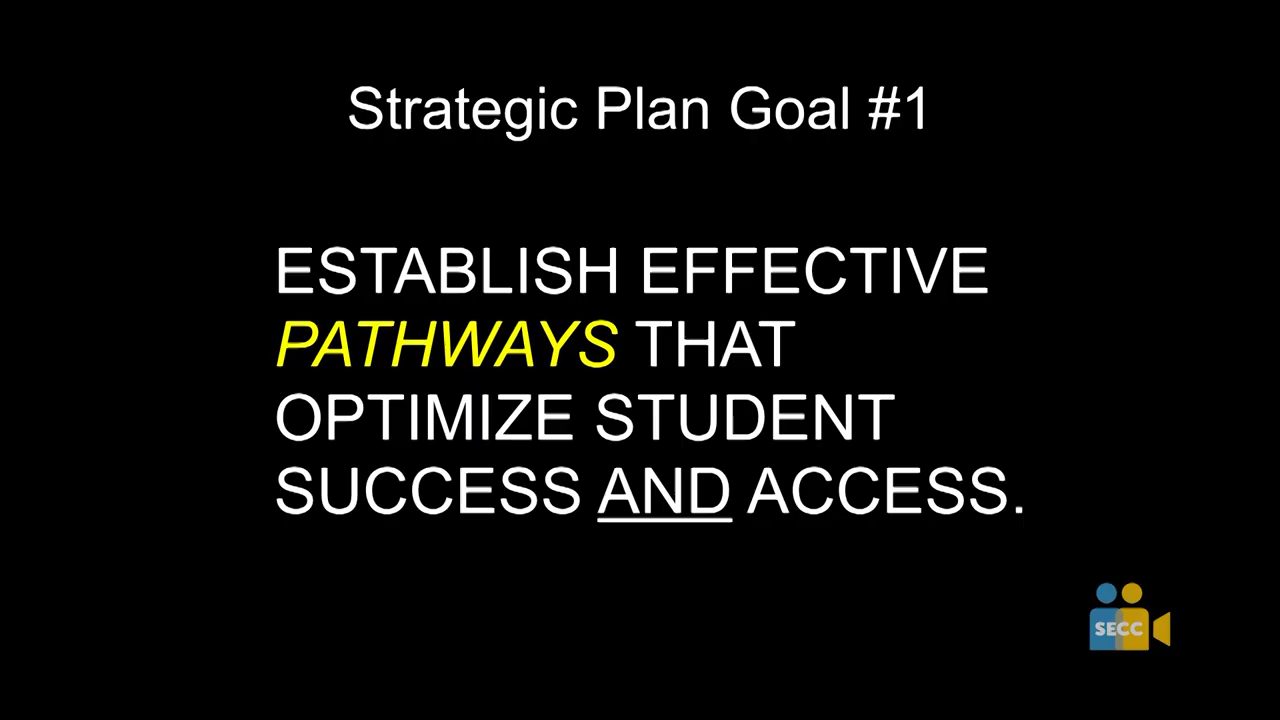 Strategic Plan Goal #1
ESTABLISH EFFECTIVE
PATHWAYS THAT
OPTIMIZE STUDENT
SUCCESS AND ACCESS.
SECC